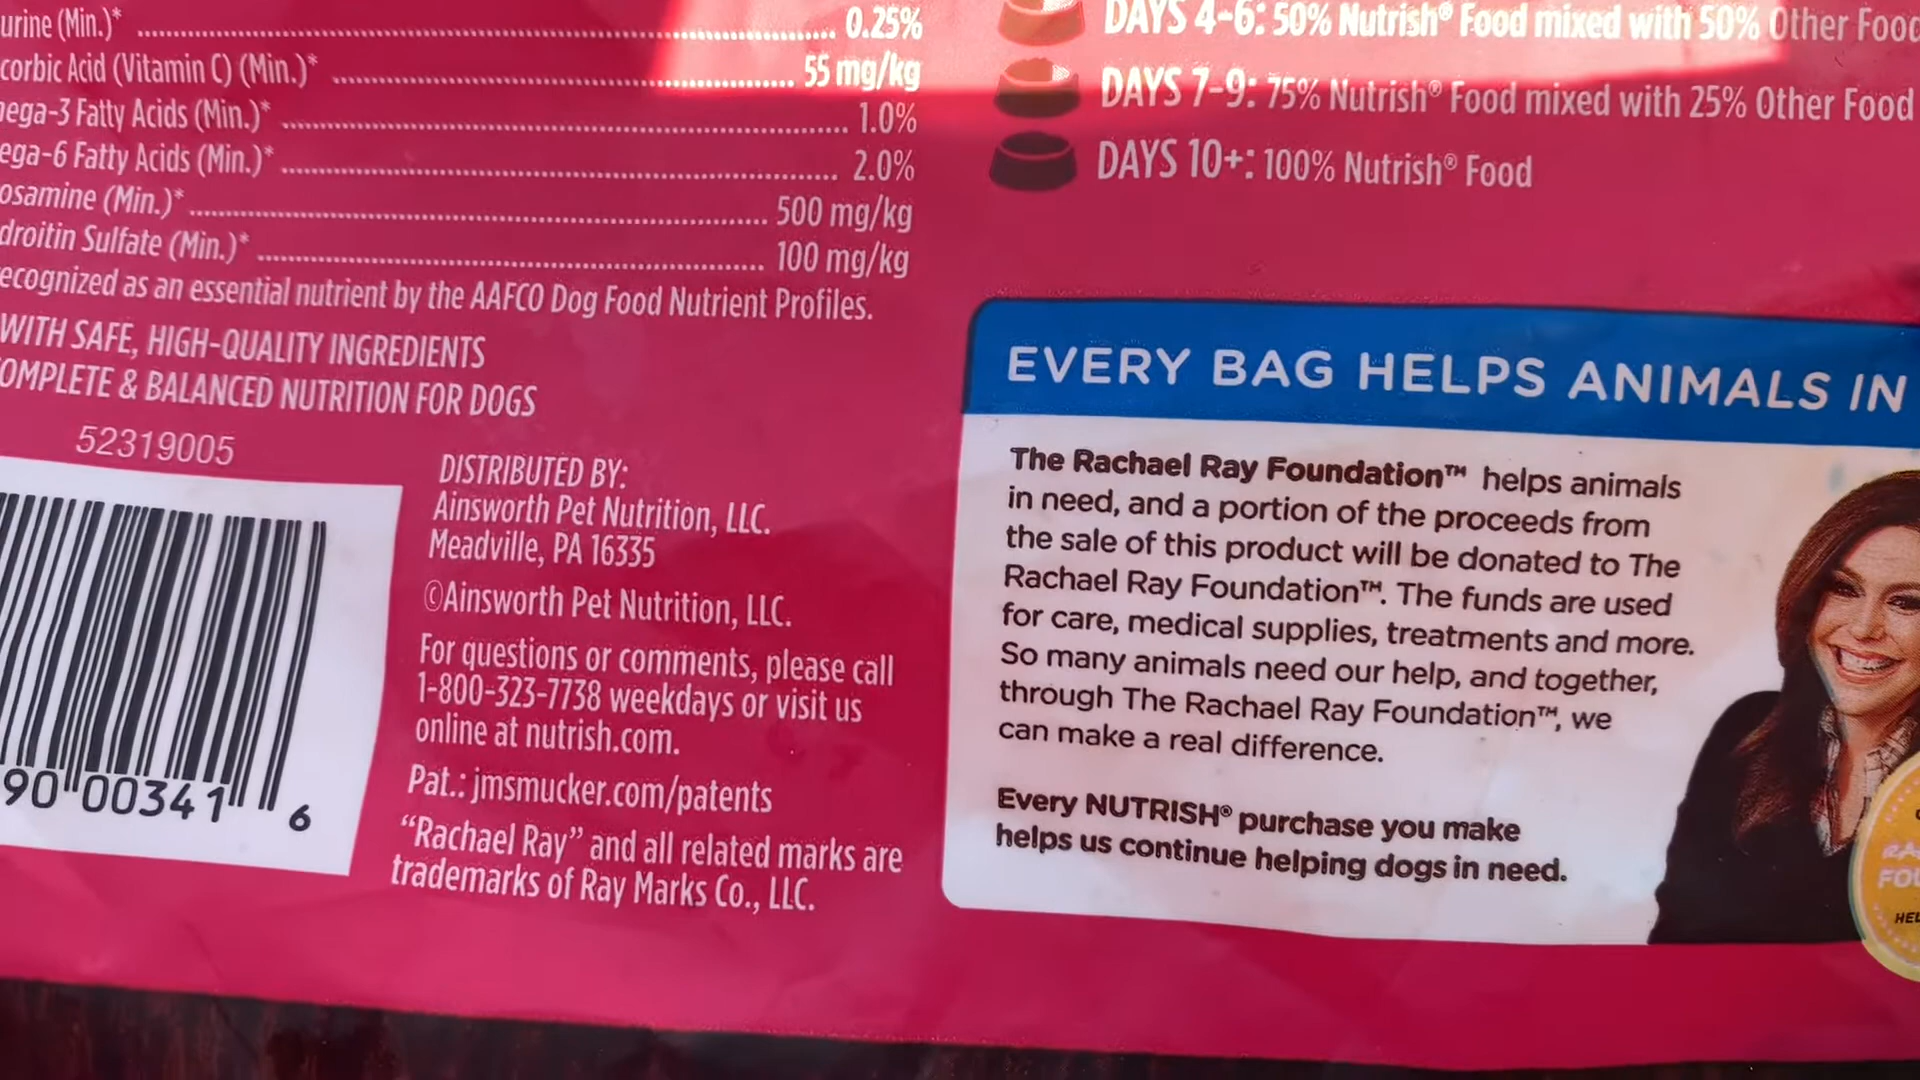 urine (Min.)* 0.25%
corbic Acid (Vitamin C) (Min.)* 55 mg/kg
ega-3 Fatty Acids (Min.)* 1.0%
ega-6 Fatty Acids (Min.)* 2.0%
osamine (Min.)* 500 mg/kg
droitin Sulfate (Min.)* 100 mg/kg
ecognized as an essential nutrient by the AAFCO Dog Food Nutrient Profiles.
WITH SAFE, HIGH-QUALITY INGREDIENTS
OMPLETE & BALANCED NUTRITION FOR DOGS
52319005
90 00341 6
DISTRIBUTED BY:
Ainsworth Pet Nutrition, LLC.
Meadville, PA 16335
©Ainsworth Pet Nutrition, LLC.
For questions or comments, please call
1-800-323-7738 weekdays or visit us
online at nutrish.com.
Pat.: jmsmucker.com/patents
“Rachael Ray” and all related marks are
trademarks of Ray Marks Co., LLC.
DAYS 4-6: 50% Nutrish® Food mixed with 50% Other Food
DAYS 7-9: 75% Nutrish® Food mixed with 25% Other Food
DAYS 10+: 100% Nutrish® Food
EVERY BAG HELPS ANIMALS IN
The Rachael Ray Foundation™ helps animals
in need, and a portion of the proceeds from
the sale of this product will be donated to The
Rachael Ray Foundation™. The funds are used
for care, medical supplies, treatments and more.
So many animals need our help, and together,
through The Rachael Ray Foundation™, we
can make a real difference.
Every NUTRISH® purchase you make
helps us continue helping dogs in need.